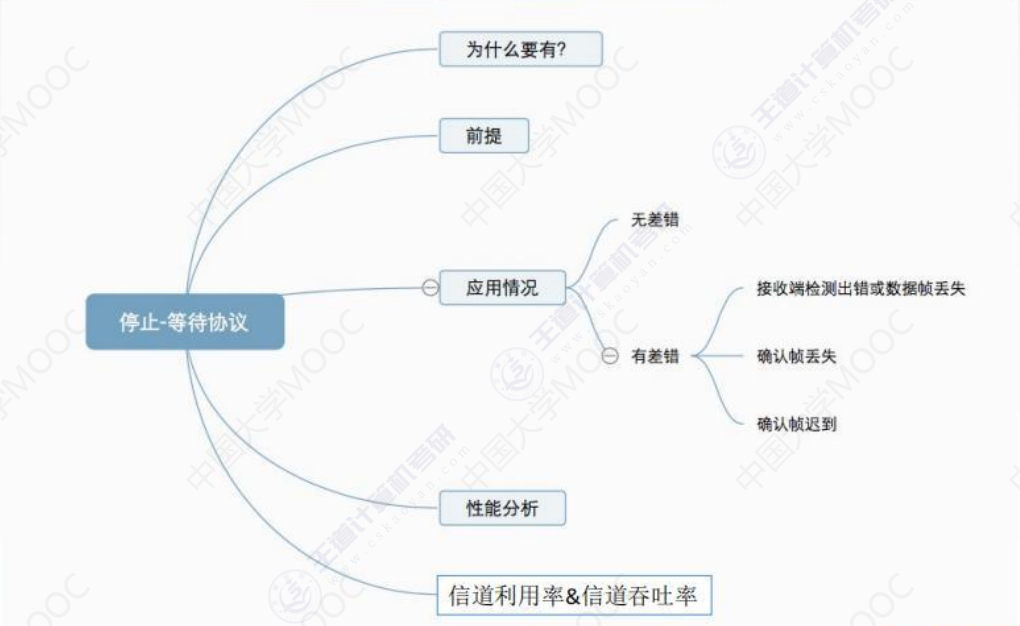 为什么要有?
前提
停止-等待协议
应用情况
无差错
有差错
接收端检测出错或数据帧丢失
确认帧丢失
确认帧迟到
性能分析
信道利用率&信道吞吐率
中国大学MOOC
王道计算机考研
www.cskaoyan.com